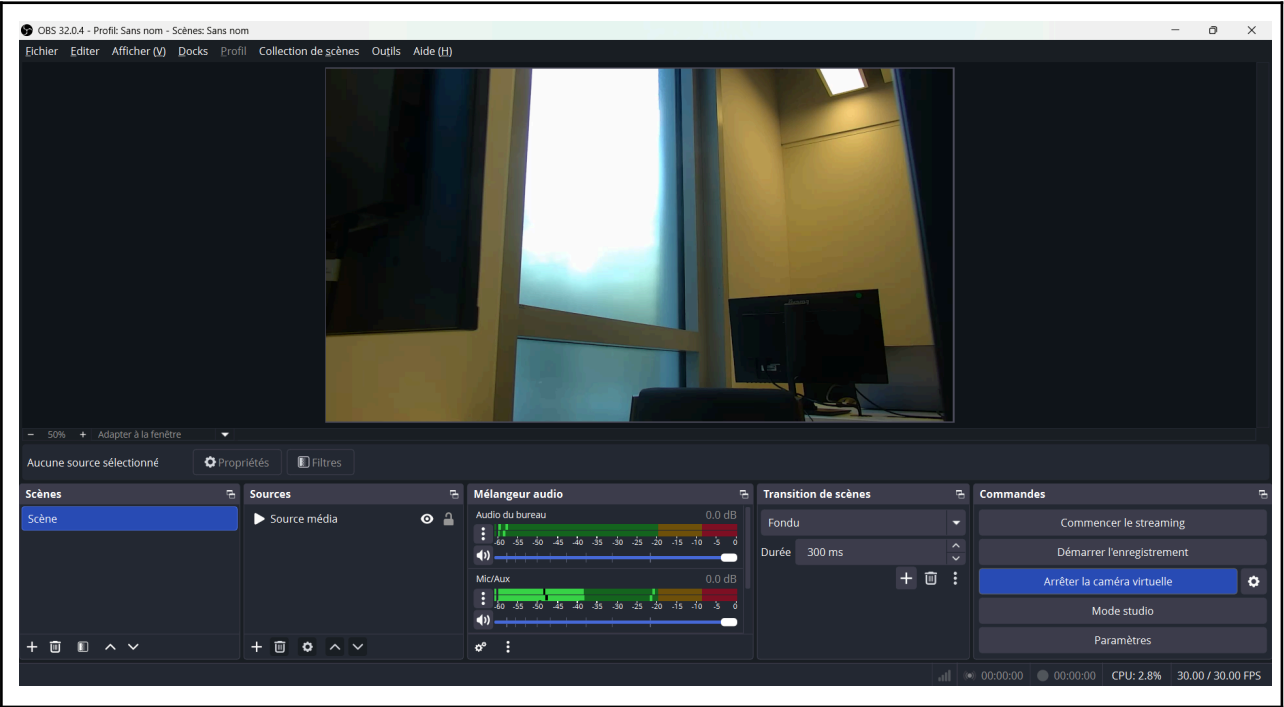 OBS 32.0.4 - Profil: Sans nom - Scènes: Sans nom
Fichier Editer Afficher (V) Docks Profil Collection de scènes Outils Aide (H)
- 50% + Adapter à la fenêtre
Aucune source sélectionné Propriétés Filtres
Scènes
Scène
Sources
Source média
Mélangeur audio
Audio du bureau 0.0 dB
-60 -55 -50 -45 -40 -35 -30 -25 -20 -15 -10 -5 0
Mic/Aux 0.0 dB
-60 -55 -50 -45 -40 -35 -30 -25 -20 -15 -10 -5 0
Transition de scènes
Fondu
Durée 300 ms
Commandes
Commencer le streaming
Démarrer l'enregistrement
Arrêter la caméra virtuelle
Mode studio
Paramètres
00:00:00 00:00:00 CPU: 2.8% 30.00 / 30.00 FPS